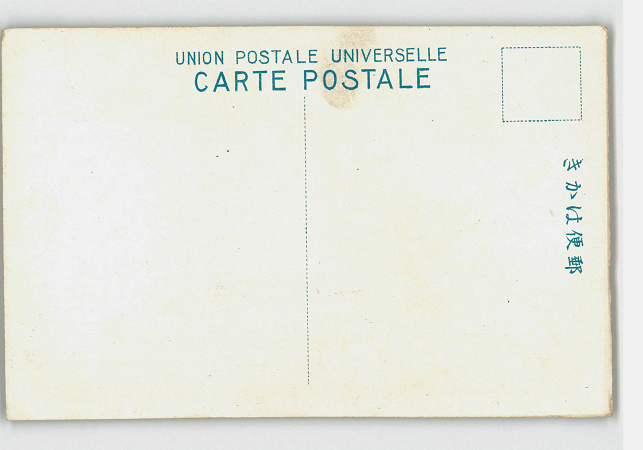 UNION POSTALE UNIVERSELLE
CARTE POSTALE
郵便はかき